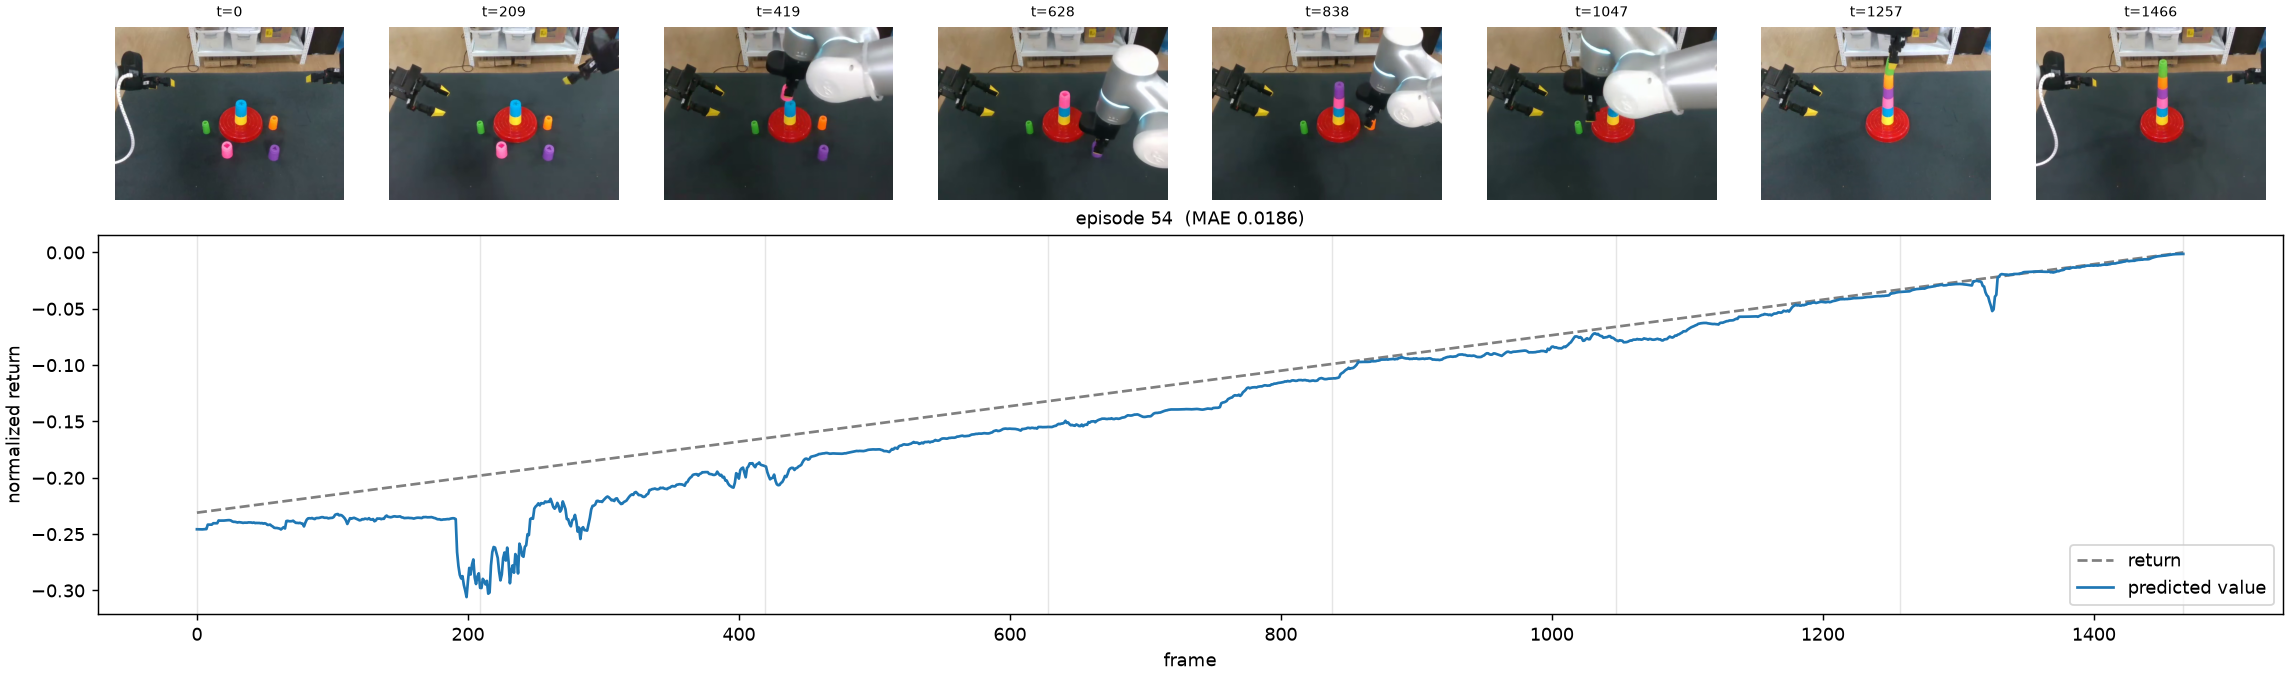 t=0 t=209 t=419 t=628 t=838 t=1047 t=1257 t=1466
episode 54 (MAE 0.0186)
normalized return
0.00
−0.05
−0.10
−0.15
−0.20
−0.25
−0.30
return
predicted value
0 200 400 600 800 1000 1200 1400
frame